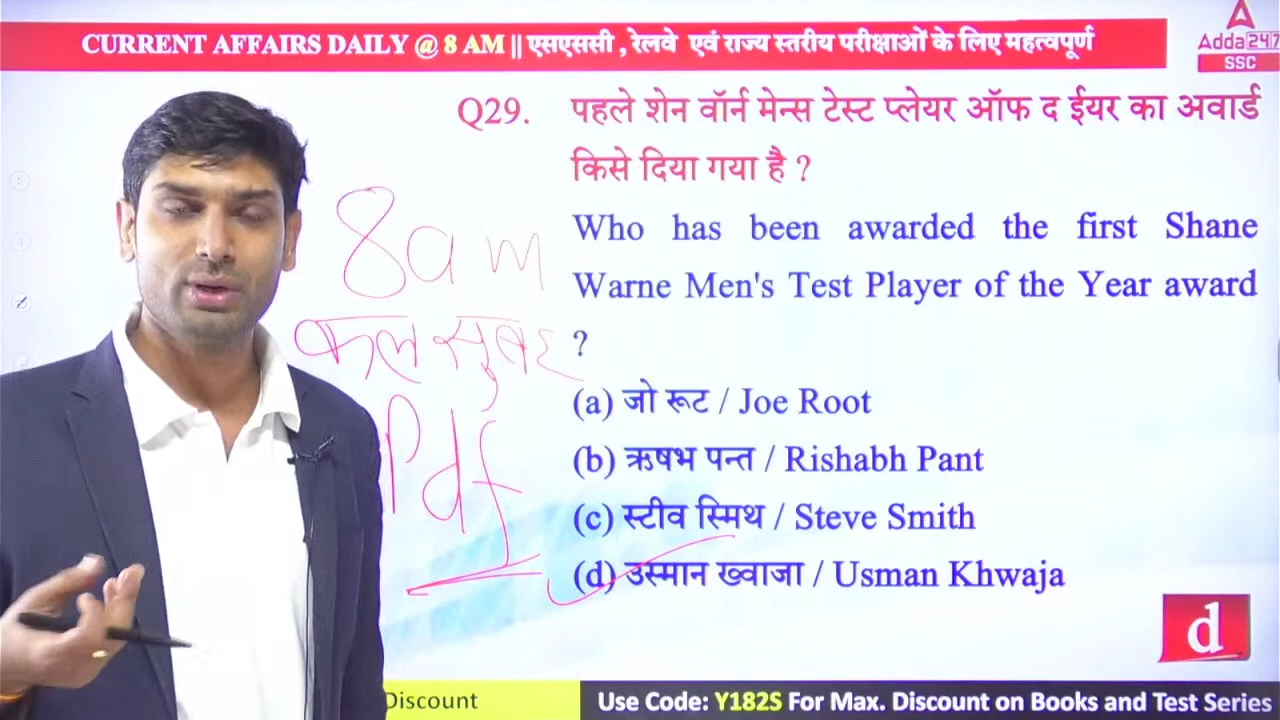 CURRENT AFFAIRS DAILY @ 8 AM || एसएससी , रेलवे एवं राज्य स्तरीय परीक्षाओं के लिए महत्वपूर्ण
Adda247
SSC
Q29. पहले शेन वॉर्न मेन्स टेस्ट प्लेयर ऑफ द ईयर का अवार्ड
किसे दिया गया है ?
Who has been awarded the first Shane
Warne Men's Test Player of the Year award
?
(a) जो रूट / Joe Root
(b) ऋषभ पन्त / Rishabh Pant
(c) स्टीव स्मिथ / Steve Smith
(d) उस्मान ख्वाजा / Usman Khwaja
8am
कल सुबह
Pdf
d
Discount
Use Code: Y182S For Max. Discount on Books and Test Series